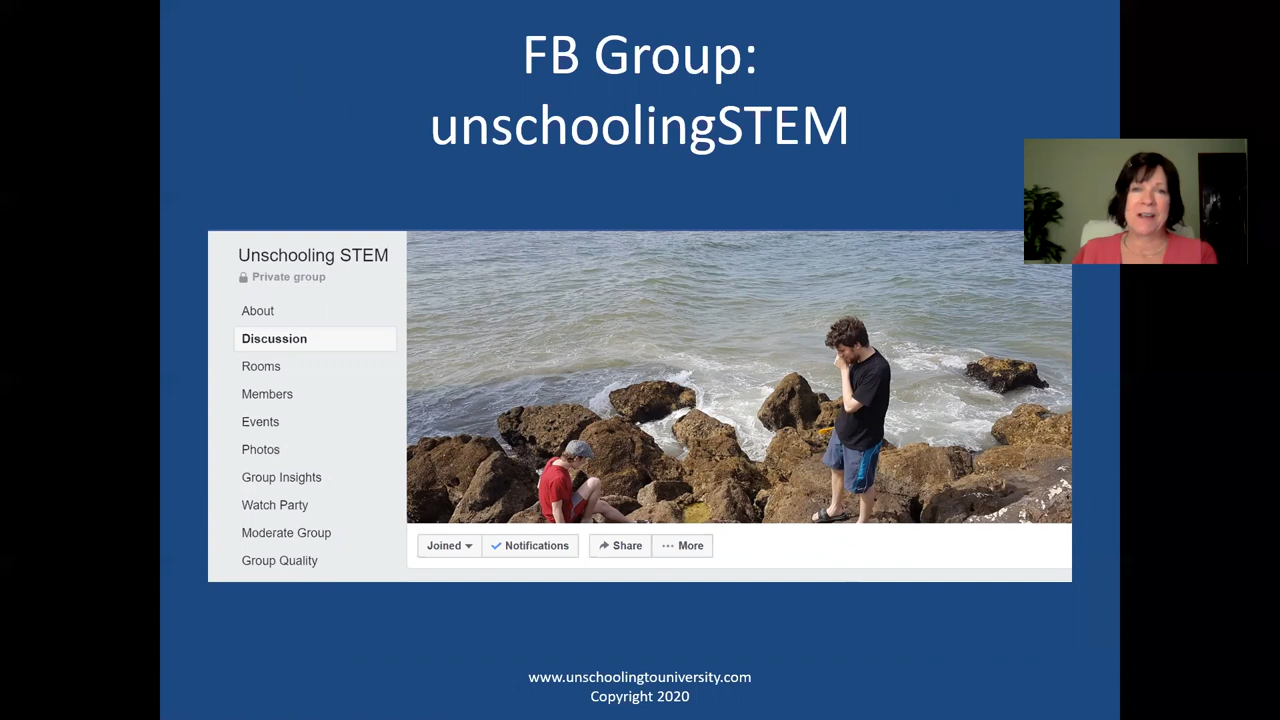 FB Group:
unschoolingSTEM
Unschooling STEM
Private group
About
Discussion
Rooms
Members
Events
Photos
Group Insights
Watch Party
Moderate Group
Group Quality
Joined
Notifications
Share
More
www.unschoolingtouniversity.com
Copyright 2020